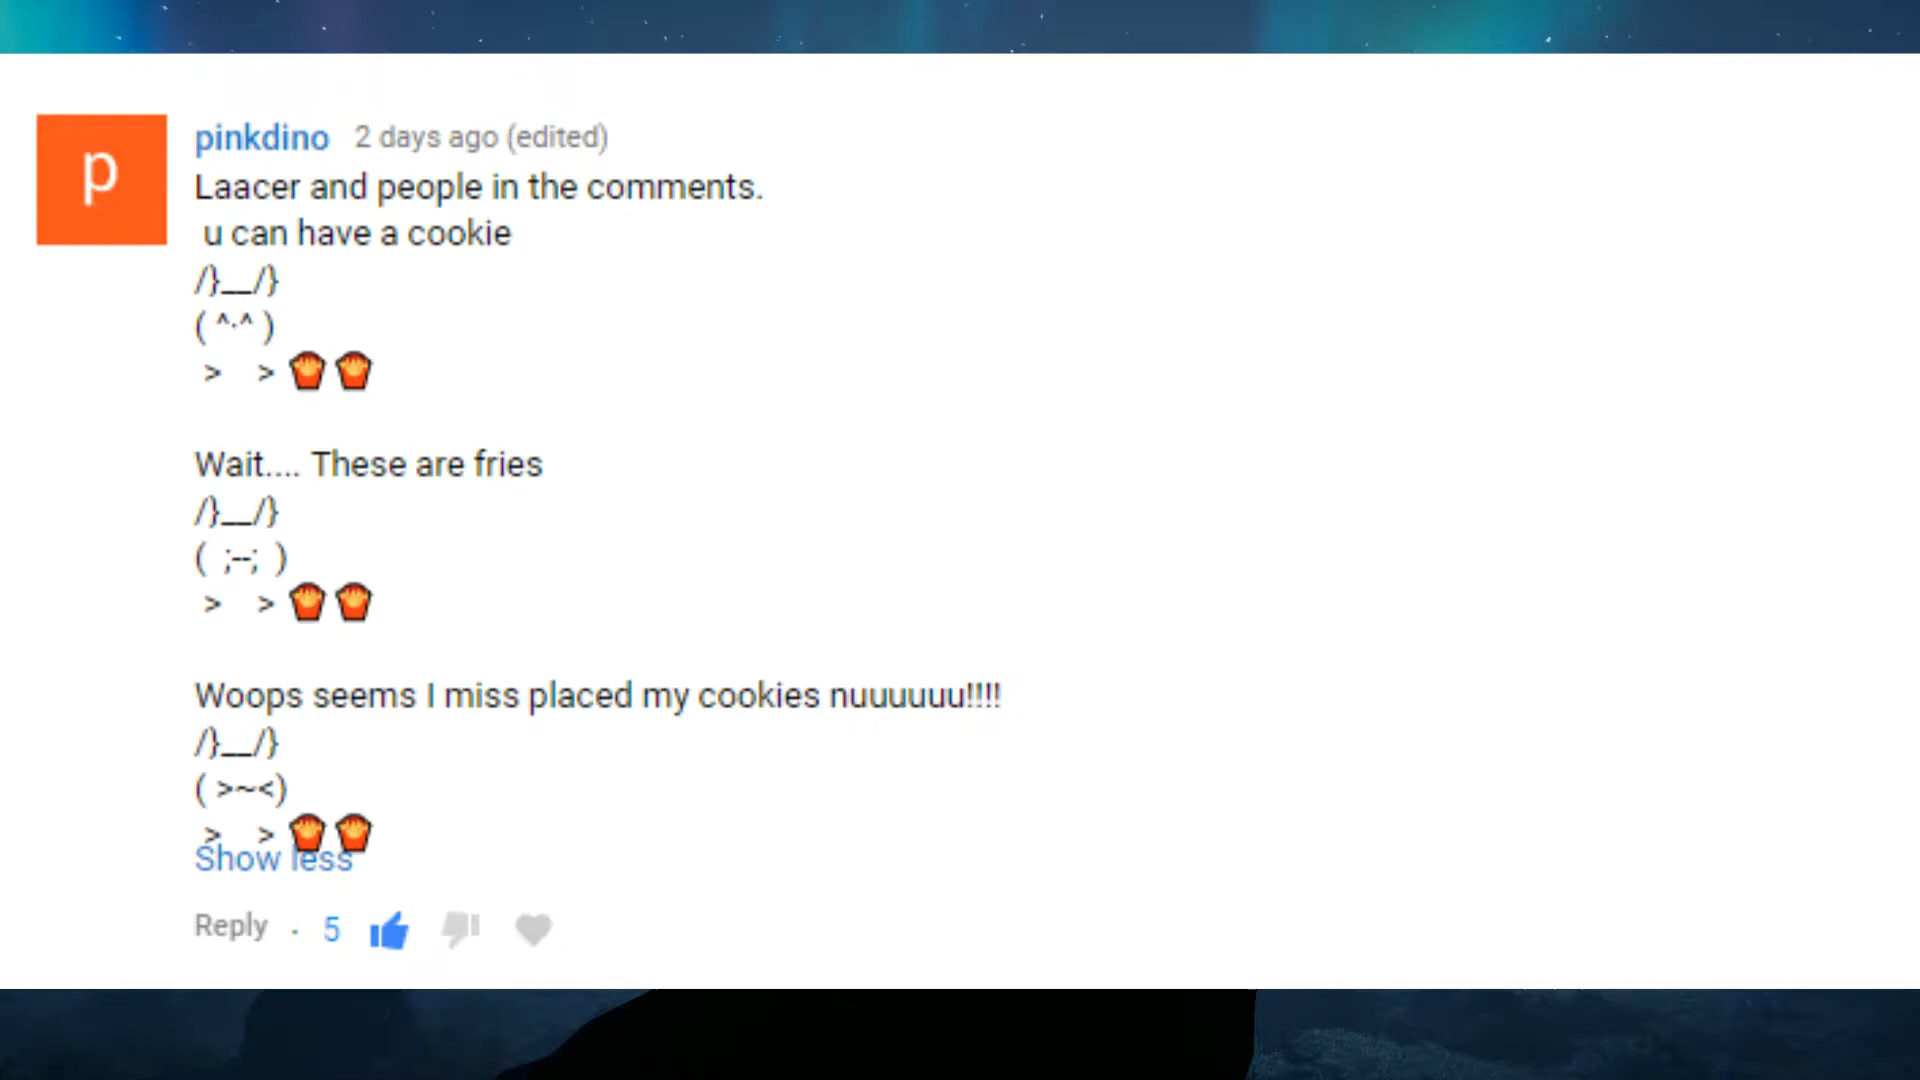 p
pinkdino 2 days ago (edited)
Laacer and people in the comments.
u can have a cookie
/}__/}
( ^.^ )
> > 🍟🍟
Wait.... These are fries
/}__/}
( ;--; )
> > 🍟🍟
Woops seems I miss placed my cookies nuuuuuu!!!!
/}__/}
( >~<)
> > 🍟🍟
Show less
Reply · 5